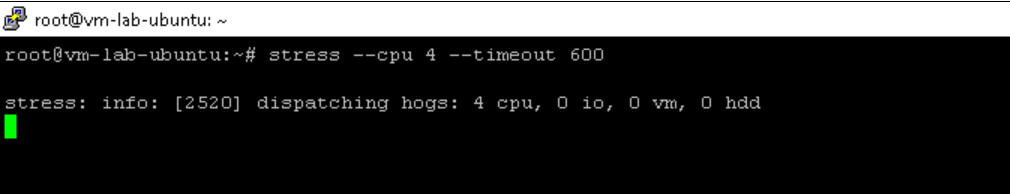 root@vm-lab-ubuntu: ~
root@vm-lab-ubuntu:~# stress --cpu 4 --timeout 600
stress: info: [2520] dispatching hogs: 4 cpu, 0 io, 0 vm, 0 hdd